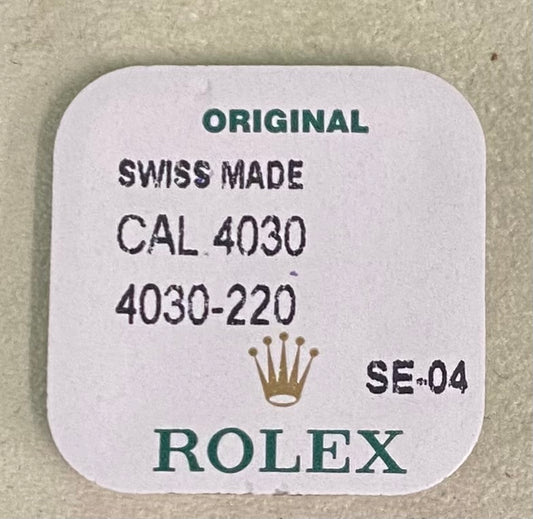 ORIGINAL
SWISS MADE
CAL 4030
4030-220
SE-04
ROLEX